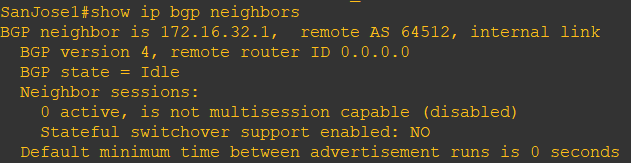 SanJose1#show ip bgp neighbors
BGP neighbor is 172.16.32.1,  remote AS 64512, internal link
  BGP version 4, remote router ID 0.0.0.0
  BGP state = Idle
  Neighbor sessions:
    0 active, is not multisession capable (disabled)
    Stateful switchover support enabled: NO
  Default minimum time between advertisement runs is 0 seconds